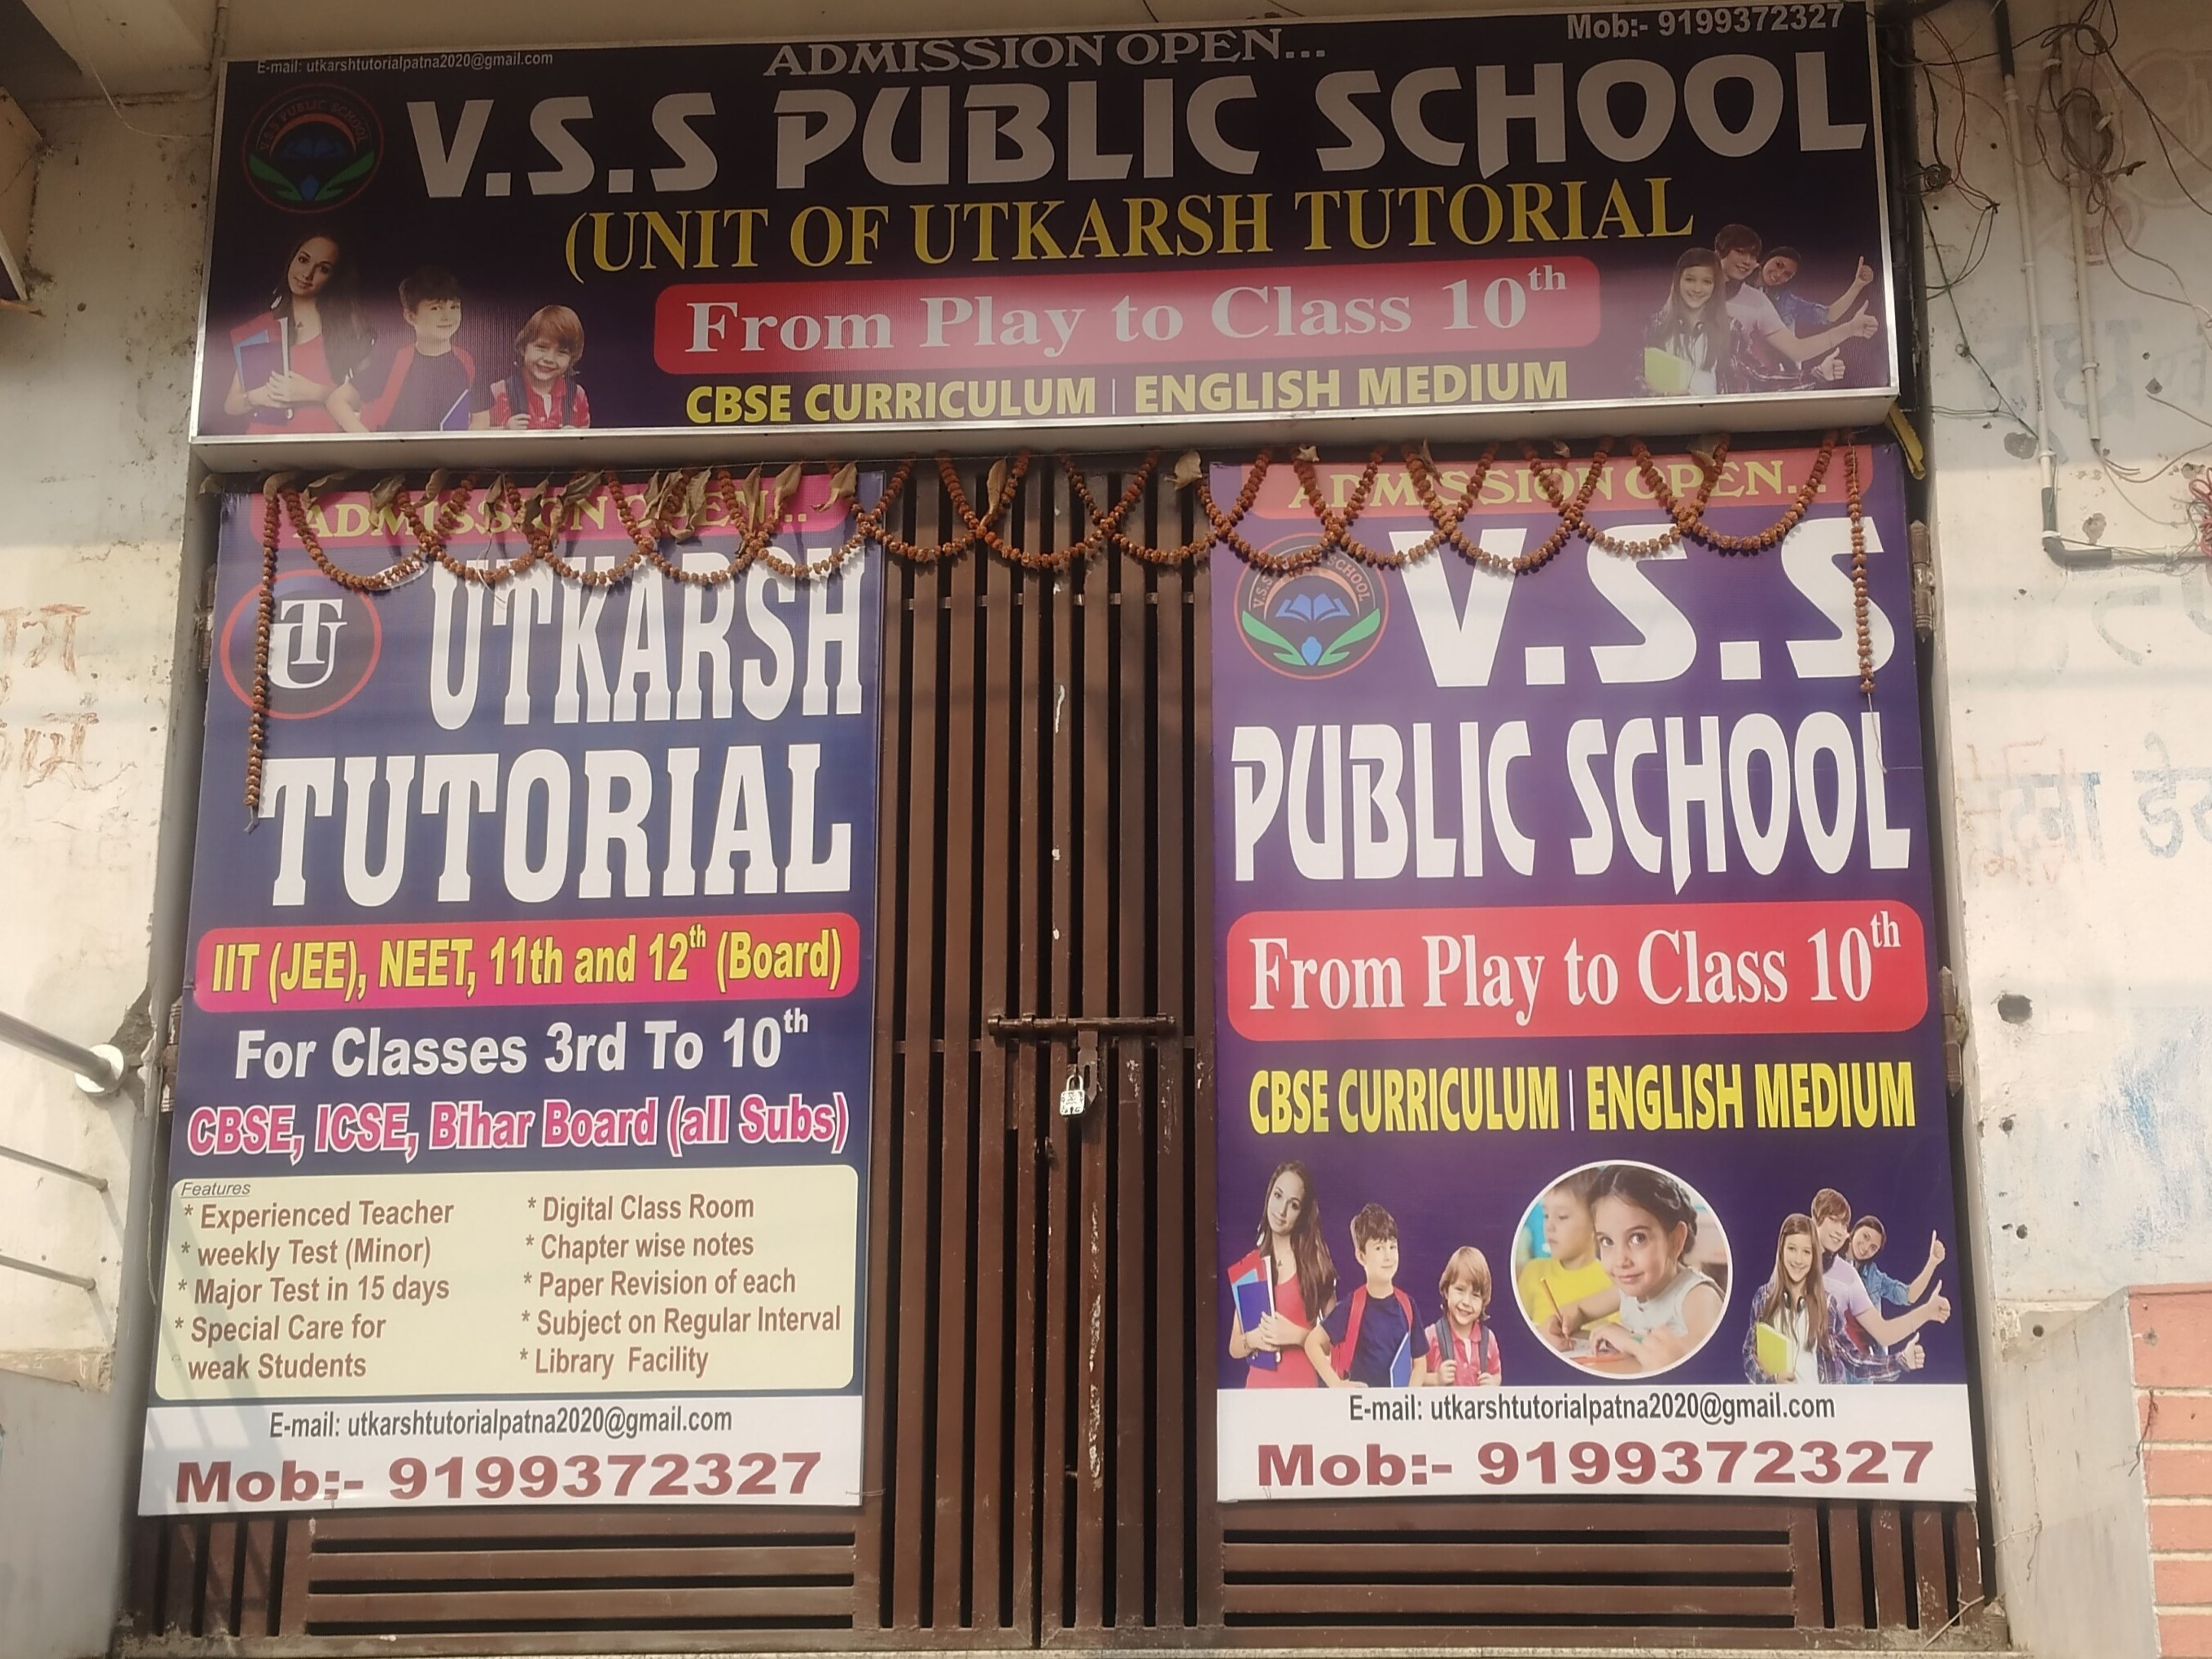 E-mail: utkarshtutorialpatna2020@gmail.com
Mob:- 9199372327
ADMISSION OPEN...
V.S.S PUBLIC SCHOOL
V.S.S PUBLIC SCHOOL
(UNIT OF UTKARSH TUTORIAL
From Play to Class 10th
CBSE CURRICULUM | ENGLISH MEDIUM
ADMISSION OPEN...
UT
UTKARSH
TUTORIAL
IIT (JEE), NEET, 11th and 12th (Board)
For Classes 3rd To 10th
CBSE, ICSE, Bihar Board (all Subs)
Features
* Experienced Teacher
* weekly Test (Minor)
* Major Test in 15 days
* Special Care for
weak Students
* Digital Class Room
* Chapter wise notes
* Paper Revision of each
* Subject on Regular Interval
* Library Facility
E-mail: utkarshtutorialpatna2020@gmail.com
Mob:- 9199372327
ADMISSION OPEN...
V.S.S
PUBLIC SCHOOL
From Play to Class 10th
CBSE CURRICULUM | ENGLISH MEDIUM
E-mail: utkarshtutorialpatna2020@gmail.com
Mob:- 9199372327